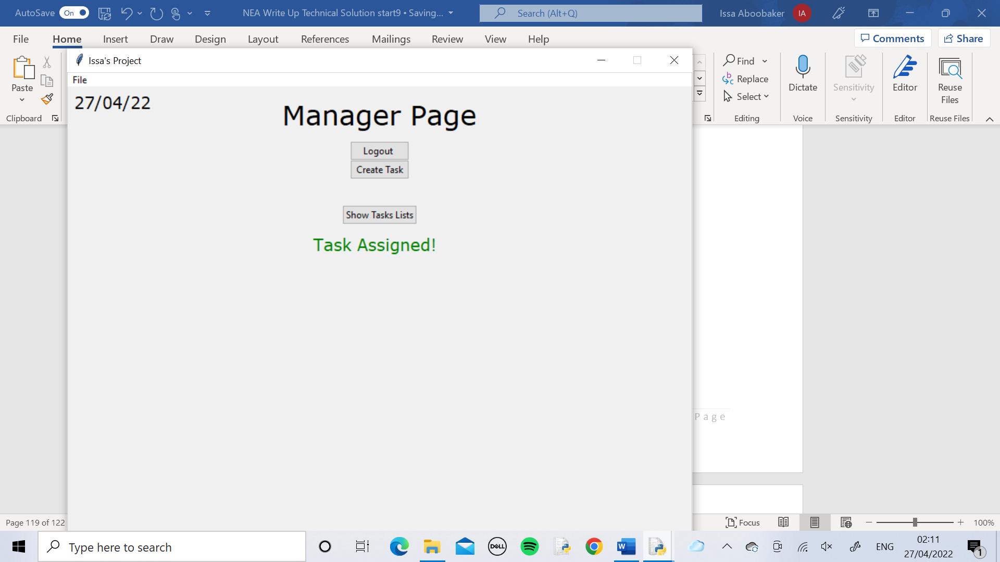 AutoSave On NEA Write Up Technical Solution start9 • Saving... Search (Alt+Q) Issa Aboobaker IA
File Home Insert Draw Design Layout References Mailings Review View Help Comments Share
Issa's Project
File
27/04/22
Manager Page
Logout
Create Task
Show Tasks Lists
Task Assigned!
Paste
Clipboard
Find
Replace
Select
Editing
Dictate
Voice
Sensitivity
Sensitivity
Editor
Editor
Reuse
Files
Reuse Files
Page
Page 119 of 122 Focus 100%
Type here to search DELL W ENG 02:11
27/04/2022 1